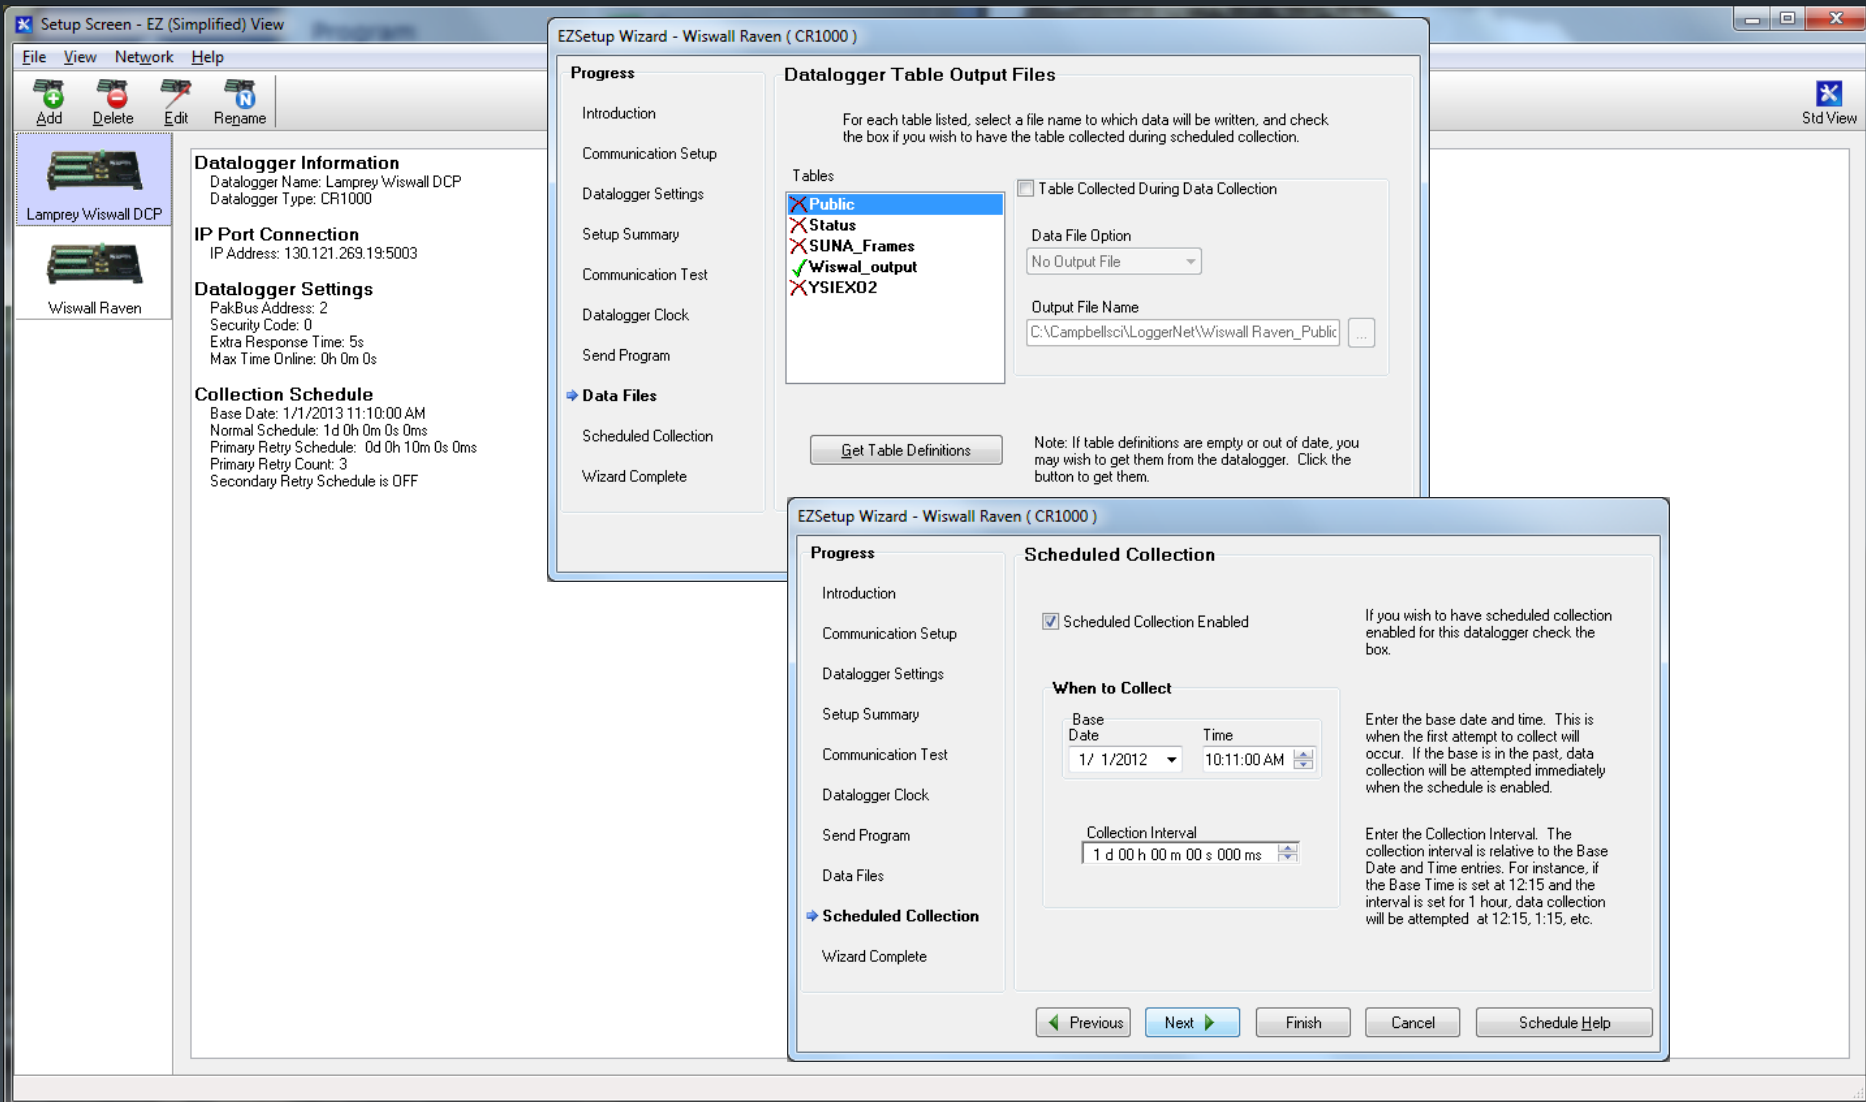 Setup Screen - EZ (Simplified) View
File View Network Help
Add Delete Edit Rename
Std View
Lamprey Wiswall DCP
Wiswall Raven
Datalogger Information
Datalogger Name: Lamprey Wiswall DCP
Datalogger Type: CR1000
IP Port Connection
IP Address: 130.121.269.19:5003
Datalogger Settings
PakBus Address: 2
Security Code: 0
Extra Response Time: 5s
Max Time Online: 0h 0m 0s
Collection Schedule
Base Date: 1/1/2013 11:10:00 AM
Normal Schedule: 1d 0h 0m 0s 0ms
Primary Retry Schedule: 0d 0h 10m 0s 0ms
Primary Retry Count: 3
Secondary Retry Schedule is OFF
EZSetup Wizard - Wiswall Raven ( CR1000 )
Progress
Introduction
Communication Setup
Datalogger Settings
Setup Summary
Communication Test
Datalogger Clock
Send Program
Data Files
Scheduled Collection
Wizard Complete
Datalogger Table Output Files
For each table listed, select a file name to which data will be written, and check
the box if you wish to have the table collected during scheduled collection.
Tables
Public
Status
SUNA_Frames
Wiswal_output
YSIEXO2
Table Collected During Data Collection
Data File Option
No Output File
Output File Name
C:\Campbellsci\LoggerNet\Wiswall Raven_Public
...
Get Table Definitions
Note: If table definitions are empty or out of date, you
may wish to get them from the datalogger. Click the
button to get them.
EZSetup Wizard - Wiswall Raven ( CR1000 )
Progress
Introduction
Communication Setup
Datalogger Settings
Setup Summary
Communication Test
Datalogger Clock
Send Program
Data Files
Scheduled Collection
Wizard Complete
Scheduled Collection
Scheduled Collection Enabled
If you wish to have scheduled collection
enabled for this datalogger check the
box.
When to Collect
Base
Date Time
1/ 1/2012 10:11:00 AM
Enter the base date and time. This is
when the first attempt to collect will
occur. If the base is in the past, data
collection will be attempted immediately
when the schedule is enabled.
Collection Interval
1 d 00 h 00 m 00 s 000 ms
Enter the Collection Interval. The
collection interval is relative to the Base
Date and Time entries. For instance, if
the Base Time is set at 12:15 and the
interval is set for 1 hour, data collection
will be attempted at 12:15, 1:15, etc.
Previous Next Finish Cancel Schedule Help